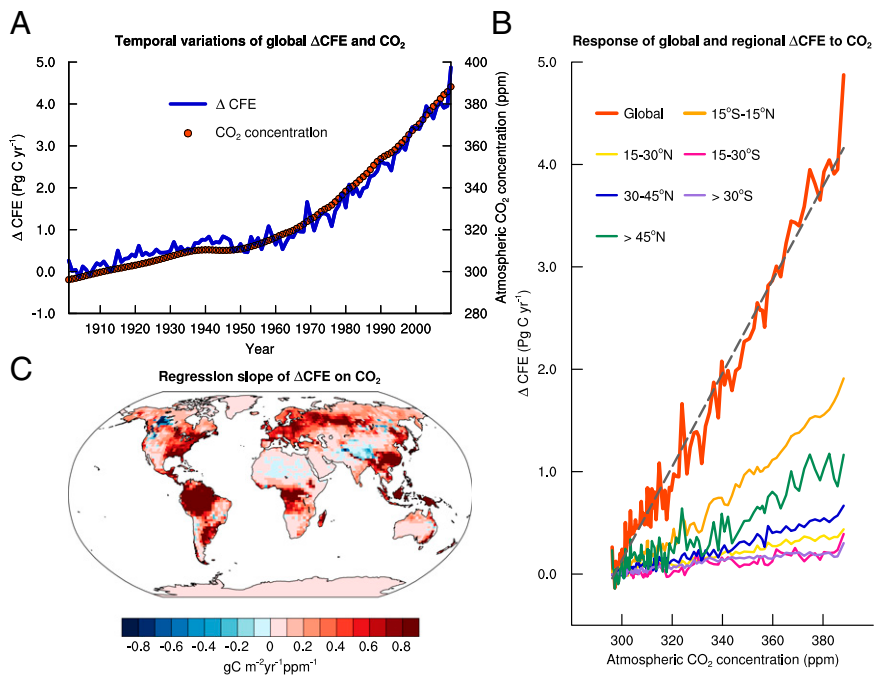 A
Temporal variations of global ΔCFE and CO₂
5.0
4.0
3.0
2.0
1.0
0.0
-1.0
Δ CFE (Pg C yr⁻¹)
Δ CFE
CO₂ concentration
400
380
360
340
320
300
280
Atmospheric CO₂ concentration (ppm)
1910 1920 1930 1940 1950 1960 1970 1980 1990 2000
Year
B
Response of global and regional ΔCFE to CO₂
5.0
4.0
3.0
2.0
1.0
0.0
Δ CFE (Pg C yr⁻¹)
Global 15°S-15°N
15-30°N 15-30°S
30-45°N > 30°S
> 45°N
300 320 340 360 380
Atmospheric CO₂ concentration (ppm)
C
Regression slope of ΔCFE on CO₂
-0.8 -0.6 -0.4 -0.2 0 0.2 0.4 0.6 0.8
gC m⁻²yr⁻¹ppm⁻¹